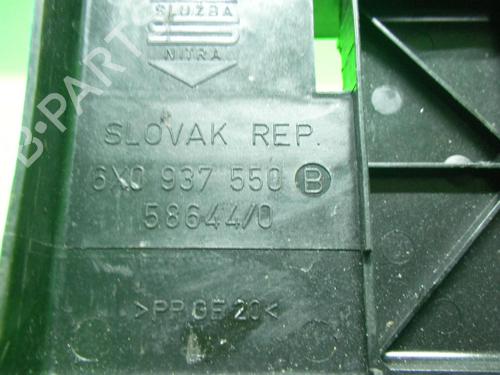 SLUŽBA
NITRA
SLOVAK REP.
6X0 937 550 B
58644/0
>PP GF 20<
B-PARTS